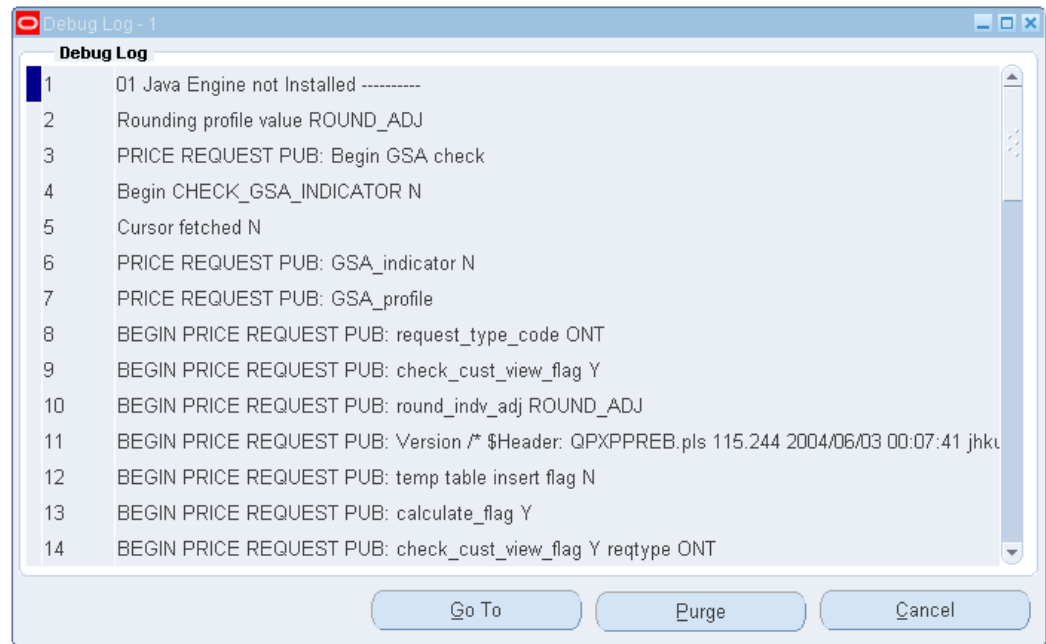 Debug Log - 1
Debug Log
1 01 Java Engine not Installed ----------
2 Rounding profile value ROUND_ADJ
3 PRICE REQUEST PUB: Begin GSA check
4 Begin CHECK_GSA_INDICATOR N
5 Cursor fetched N
6 PRICE REQUEST PUB: GSA_indicator N
7 PRICE REQUEST PUB: GSA_profile
8 BEGIN PRICE REQUEST PUB: request_type_code ONT
9 BEGIN PRICE REQUEST PUB: check_cust_view_flag Y
10 BEGIN PRICE REQUEST PUB: round_indv_adj ROUND_ADJ
11 BEGIN PRICE REQUEST PUB: Version /* $Header: QPXPPREB.pls 115.244 2004/06/03 00:07:41
12 BEGIN PRICE REQUEST PUB: temp table insert flag N
13 BEGIN PRICE REQUEST PUB: calculate_flag Y
14 BEGIN PRICE REQUEST PUB: check_cust_view_flag Y reqtype ONT
Go To Purge Cancel